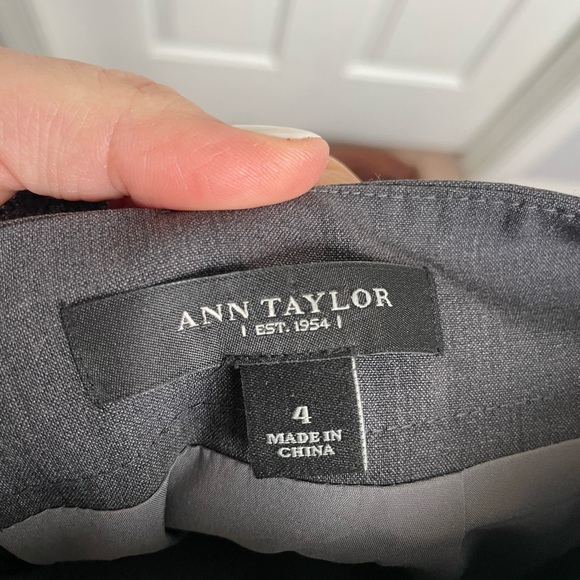 ANN TAYLOR
| EST. 1954 |
4
MADE IN
CHINA